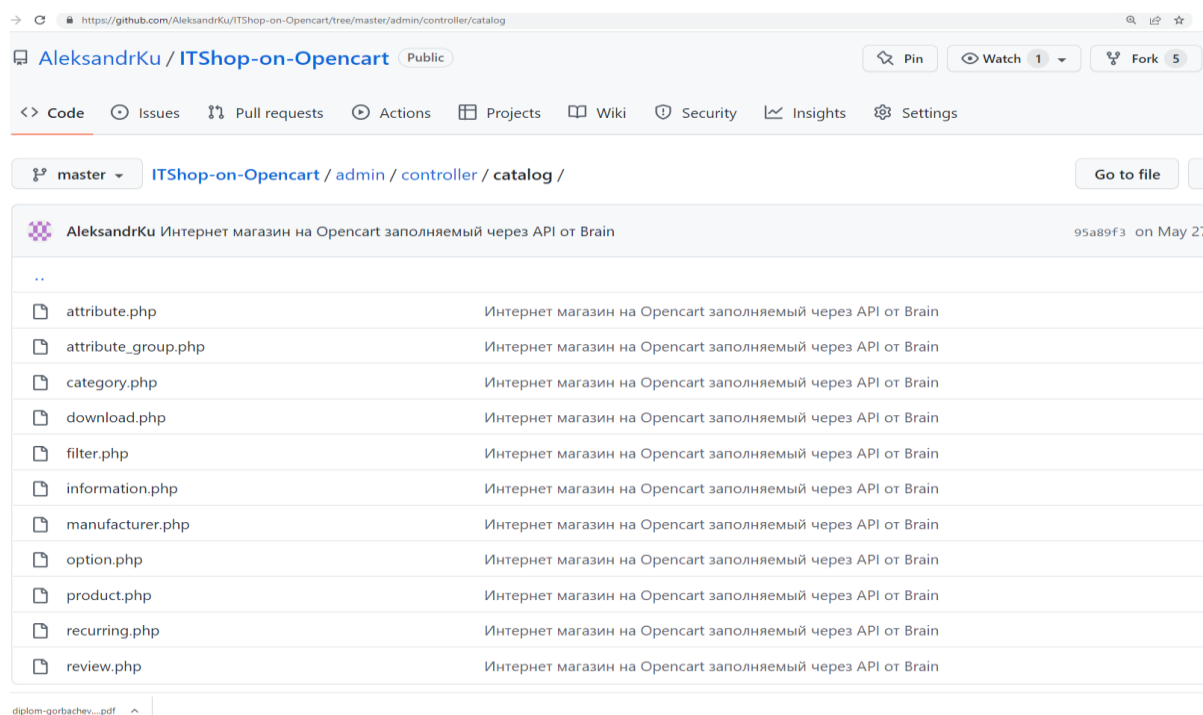 https://github.com/AleksandrKu/ITShop-on-Opencart/tree/master/admin/controller/catalog
AleksandrKu / ITShop-on-Opencart Public Pin Watch 1 Fork 5
<> Code Issues Pull requests Actions Projects Wiki Security Insights Settings
master ITShop-on-Opencart / admin / controller / catalog / Go to file
AleksandrKu Интернет магазин на Opencart заполняемый через API от Brain 95a89f3 on May 27
..
attribute.php Интернет магазин на Opencart заполняемый через API от Brain
attribute_group.php Интернет магазин на Opencart заполняемый через API от Brain
category.php Интернет магазин на Opencart заполняемый через API от Brain
download.php Интернет магазин на Opencart заполняемый через API от Brain
filter.php Интернет магазин на Opencart заполняемый через API от Brain
information.php Интернет магазин на Opencart заполняемый через API от Brain
manufacturer.php Интернет магазин на Opencart заполняемый через API от Brain
option.php Интернет магазин на Opencart заполняемый через API от Brain
product.php Интернет магазин на Opencart заполняемый через API от Brain
recurring.php Интернет магазин на Opencart заполняемый через API от Brain
review.php Интернет магазин на Opencart заполняемый через API от Brain
diplom-gorbachev....pdf